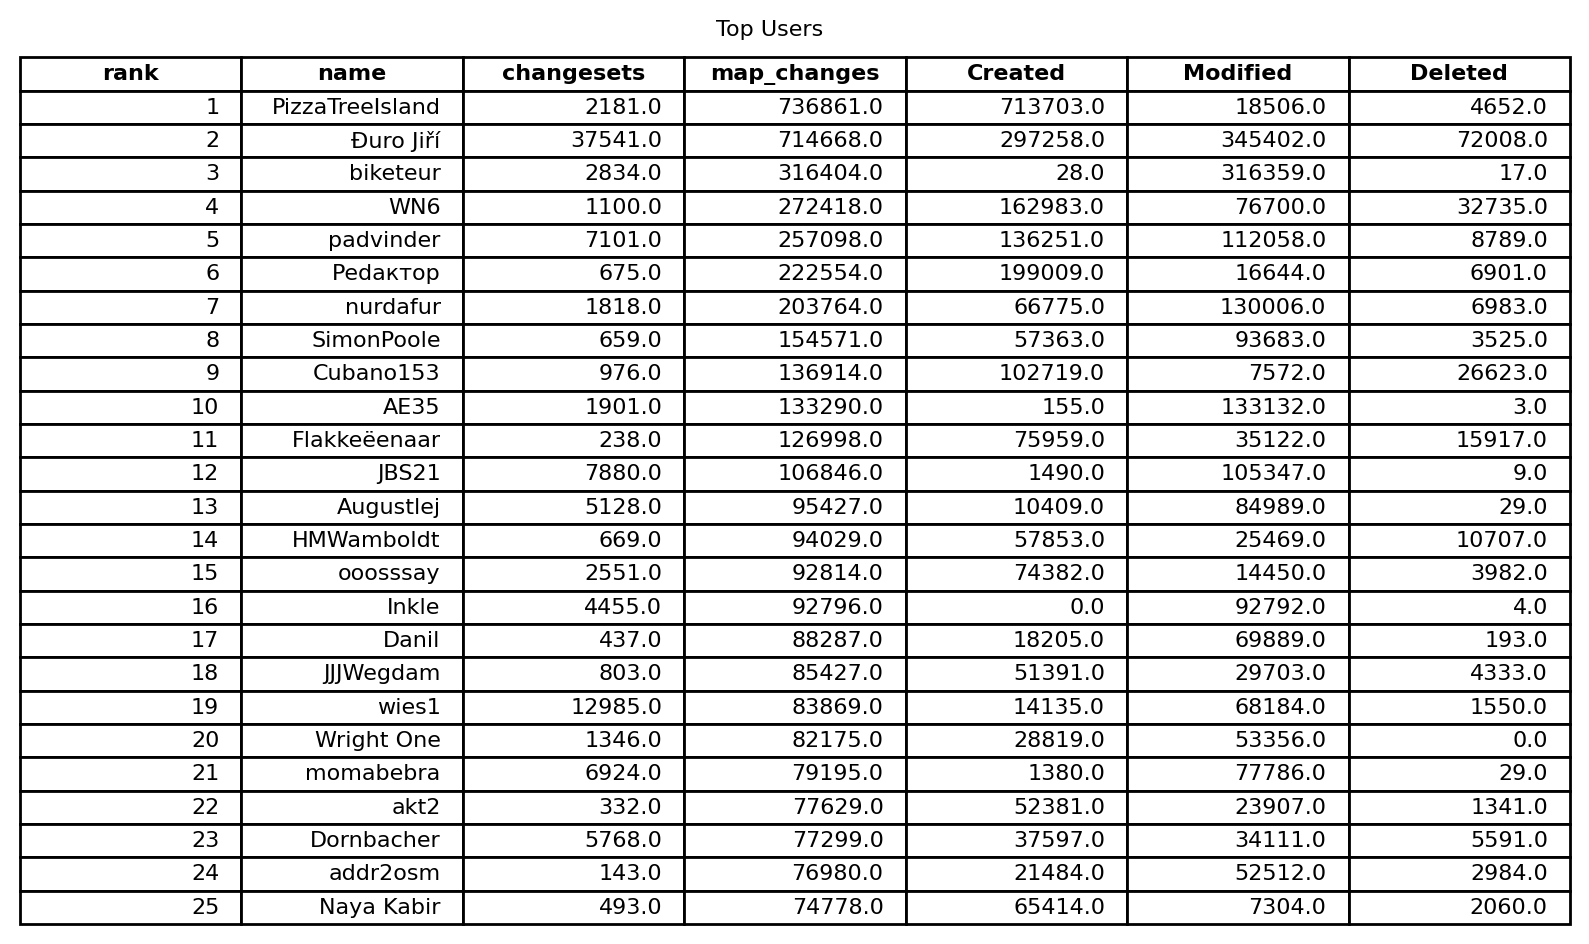 Top Users
rank name changesets map_changes Created Modified Deleted
1 PizzaTreeIsland 2181.0 736861.0 713703.0 18506.0 4652.0
2 Đuro Jiří 37541.0 714668.0 297258.0 345402.0 72008.0
3 biketeur 2834.0 316404.0 28.0 316359.0 17.0
4 WN6 1100.0 272418.0 162983.0 76700.0 32735.0
5 padvinder 7101.0 257098.0 136251.0 112058.0 8789.0
6 Редактор 675.0 222554.0 199009.0 16644.0 6901.0
7 nurdafur 1818.0 203764.0 66775.0 130006.0 6983.0
8 SimonPoole 659.0 154571.0 57363.0 93683.0 3525.0
9 Cubano153 976.0 136914.0 102719.0 7572.0 26623.0
10 AE35 1901.0 133290.0 155.0 133132.0 3.0
11 Flakkeëenaar 238.0 126998.0 75959.0 35122.0 15917.0
12 JBS21 7880.0 106846.0 1490.0 105347.0 9.0
13 Augustlej 5128.0 95427.0 10409.0 84989.0 29.0
14 HMWamboldt 669.0 94029.0 57853.0 25469.0 10707.0
15 ooosssay 2551.0 92814.0 74382.0 14450.0 3982.0
16 Inkle 4455.0 92796.0 0.0 92792.0 4.0
17 Danil 437.0 88287.0 18205.0 69889.0 193.0
18 JJJWegdam 803.0 85427.0 51391.0 29703.0 4333.0
19 wies1 12985.0 83869.0 14135.0 68184.0 1550.0
20 Wright One 1346.0 82175.0 28819.0 53356.0 0.0
21 momabebra 6924.0 79195.0 1380.0 77786.0 29.0
22 akt2 332.0 77629.0 52381.0 23907.0 1341.0
23 Dornbacher 5768.0 77299.0 37597.0 34111.0 5591.0
24 addr2osm 143.0 76980.0 21484.0 52512.0 2984.0
25 Naya Kabir 493.0 74778.0 65414.0 7304.0 2060.0